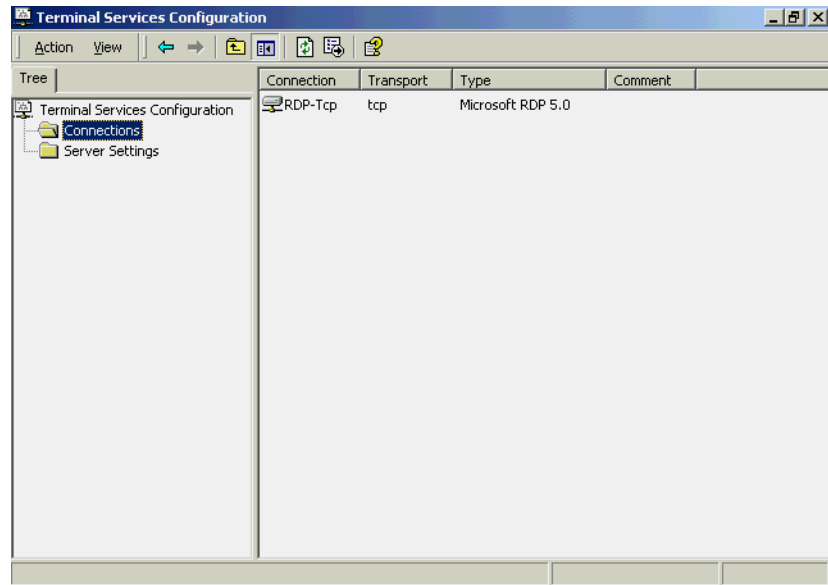 Terminal Services Configuration
Action View
Tree
Connection Transport Type Comment
Terminal Services Configuration
RDP-Tcp tcp Microsoft RDP 5.0
Connections
Server Settings